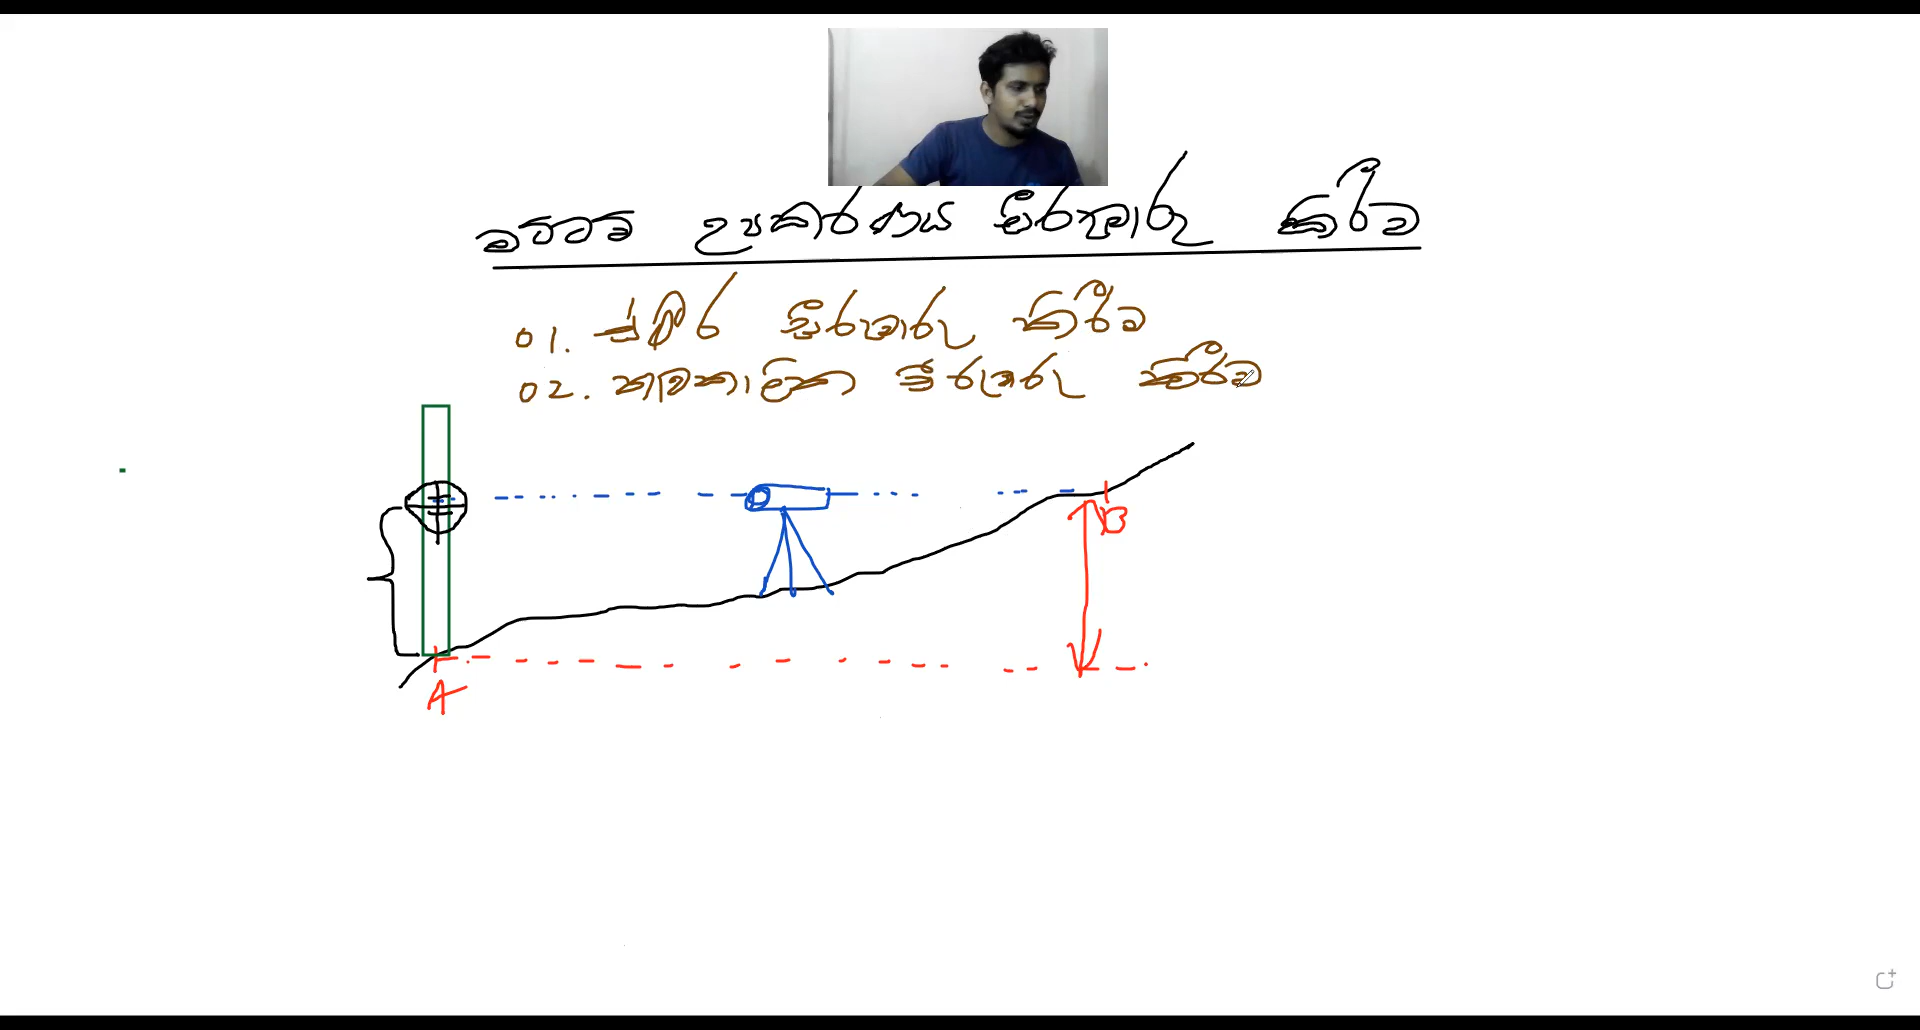 මට්ටම් උපකරණය සීරුමාරු කිරීම
01. ස්ථිර සීරුමාරු කිරීම
02. තාවකාලික සීරුමාරු කිරීම
B
A